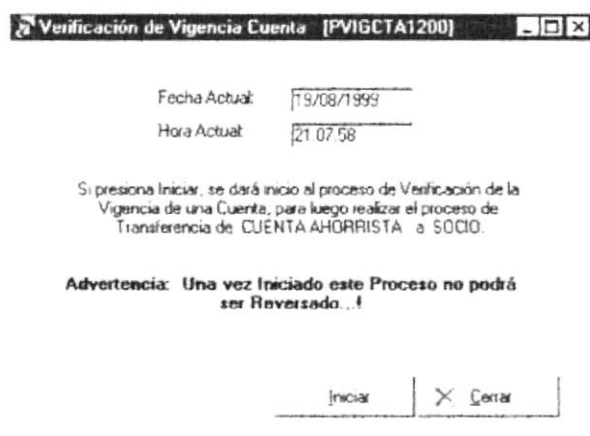 Verificación de Vigencia Cuenta [PVIGCTA1200]
Fecha Actual: 19/08/1999
Hora Actual: 21:07:58
Si presiona Iniciar, se dará inicio al proceso de Verificación de la
Vigencia de una Cuenta, para luego realizar el proceso de
Transferencia de CUENTA AHORRISTA a SOCIO.
Advertencia: Una vez Iniciado este Proceso no podrá
ser Reversado...!
Iniciar Cerrar